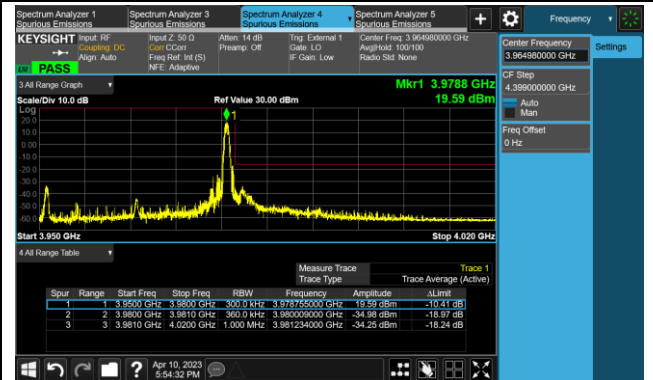 Spectrum Analyzer 1
Spurious Emissions
Spectrum Analyzer 3
Spurious Emissions
Spectrum Analyzer 4
Spurious Emissions
Spectrum Analyzer 5
Spurious Emissions
+
Frequency
KEYSIGHT
PASS
Input: RF
Coupling: DC
Align: Auto
Input Z: 50 Ω
Corr CCorr
Freq Ref: Int (S)
NFE: Adaptive
Atten: 14 dB
Preamp: Off
Trig: External 1
Gate: LO
IF Gain: Low
Center Freq: 3.964980000 GHz
Avg|Hold: 100/100
Radio Std: None
Center Frequency
3.964980000 GHz
Settings
CF Step
4.399000000 GHz
Auto
Man
Freq Offset
0 Hz
3 All Range Graph
Mkr1 3.9788 GHz
19.59 dBm
Scale/Div 10.0 dB
Ref Value 30.00 dBm
Log
1
20.0
10.0
0.00
-10.0
-20.0
-30.0
-40.0
-50.0
-60.0
Start 3.950 GHz
Stop 4.020 GHz
4 All Range Table
Measure Trace Trace 1
Trace Type Trace Average (Active)
Spur Range Start Freq Stop Freq RBW Frequency Amplitude ΔLimit
1 1 3.9500 GHz 3.9800 GHz 300.0 kHz 3.978755000 GHz 19.59 dBm -10.41 dB
2 2 3.9800 GHz 3.9810 GHz 360.0 kHz 3.980009000 GHz -34.98 dBm -18.97 dB
3 3 3.9810 GHz 4.0200 GHz 1.000 MHz 3.981234000 GHz -34.25 dBm -18.24 dB
?
Apr 10, 2023
5:54:32 PM